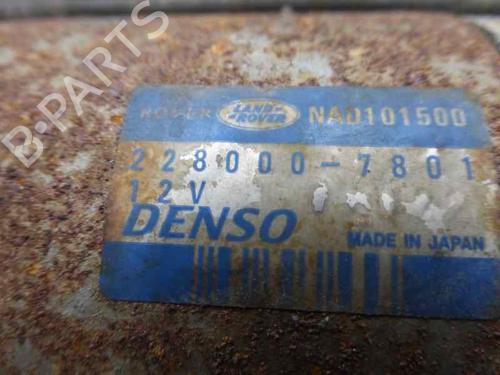 ROVER LAND-ROVER NAD101500
228000-7801
12V
DENSO MADE IN JAPAN
B-PARTS